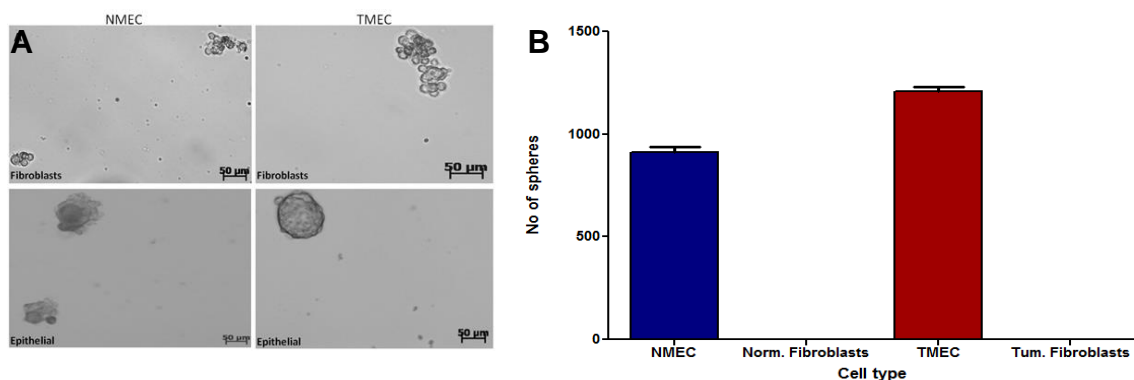 A
NMEC
TMEC
Fibroblasts
50 µm
Fibroblasts
50 µm
Epithelial
50 µm
Epithelial
50 µm
B
No of spheres
1500
1000
500
0
NMEC Norm. Fibroblasts TMEC Tum. Fibroblasts
Cell type